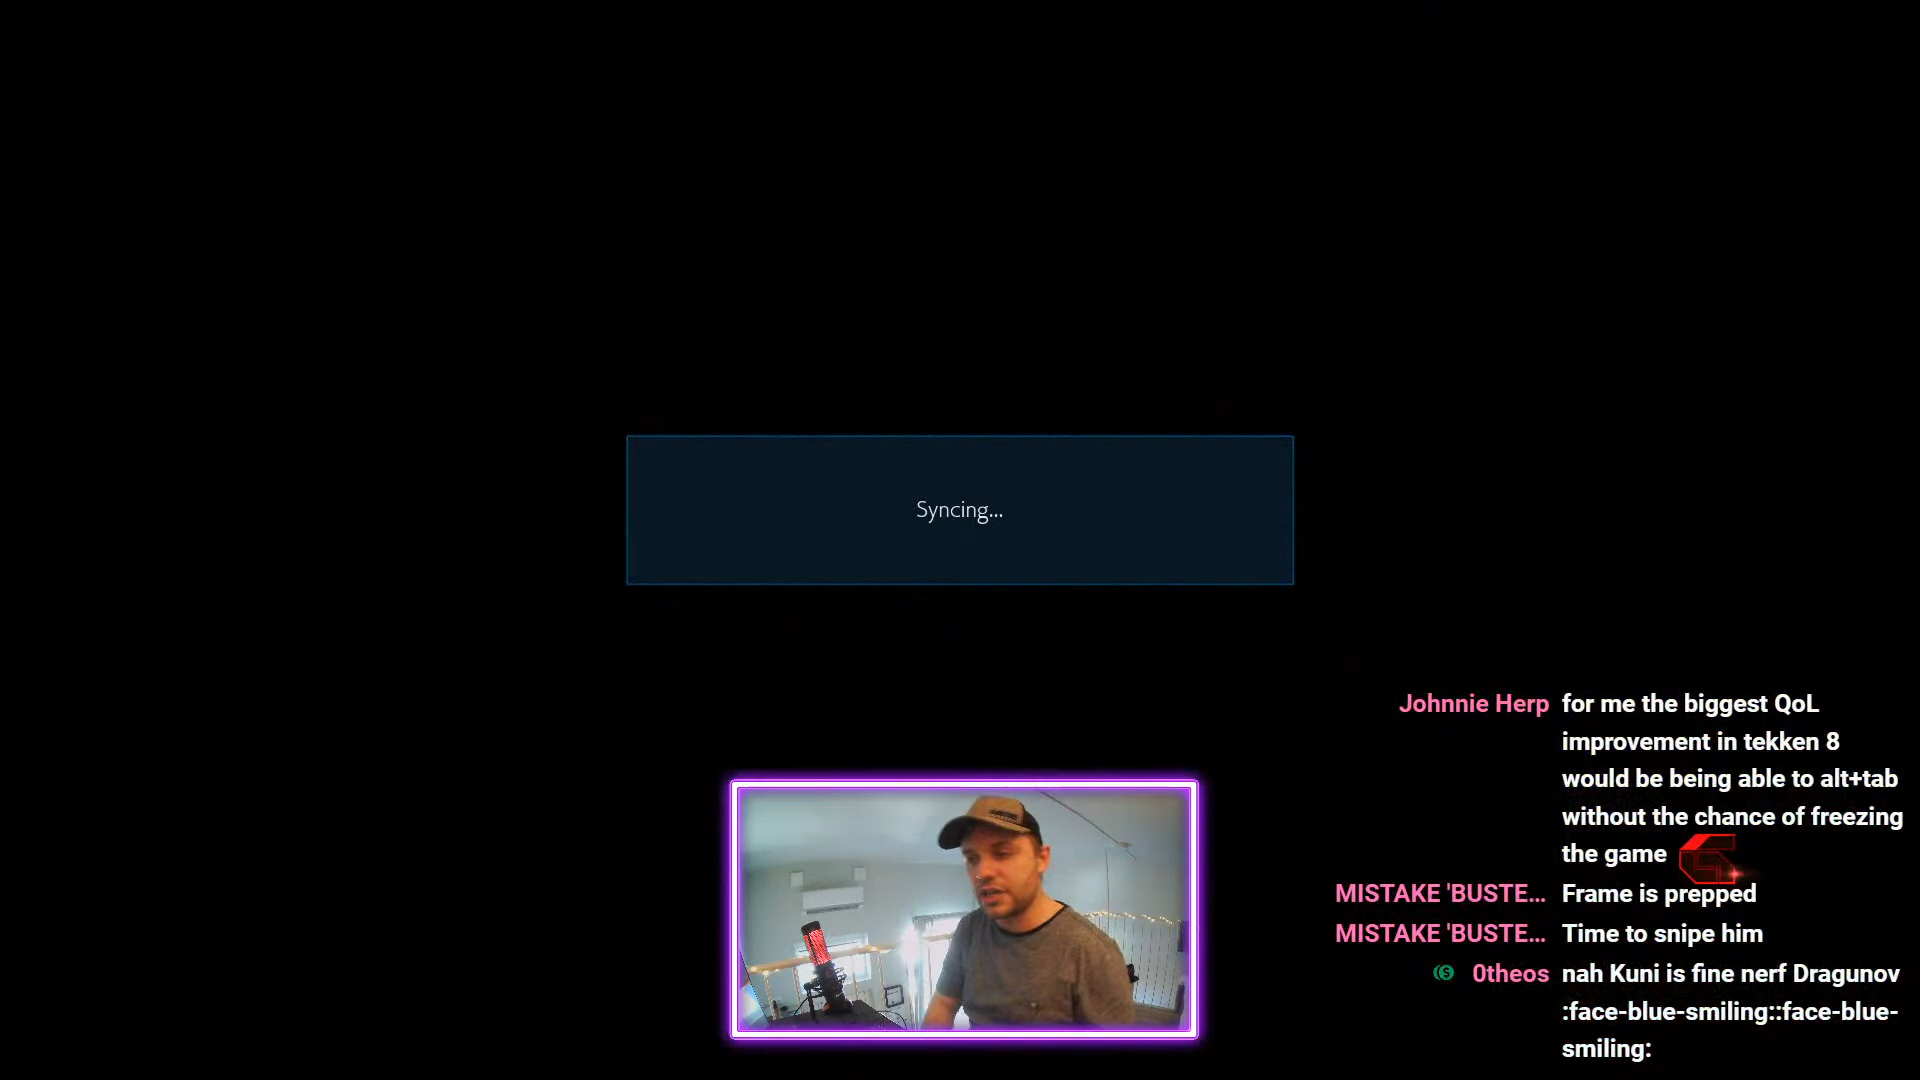 Syncing...
Johnnie Herp for me the biggest QoL
improvement in tekken 8
would be being able to alt+tab
without the chance of freezing
the game
MISTAKE 'BUSTE... Frame is prepped
MISTAKE 'BUSTE... Time to snipe him
0theos nah Kuni is fine nerf Dragunov
:face-blue-smiling::face-blue-
smiling: